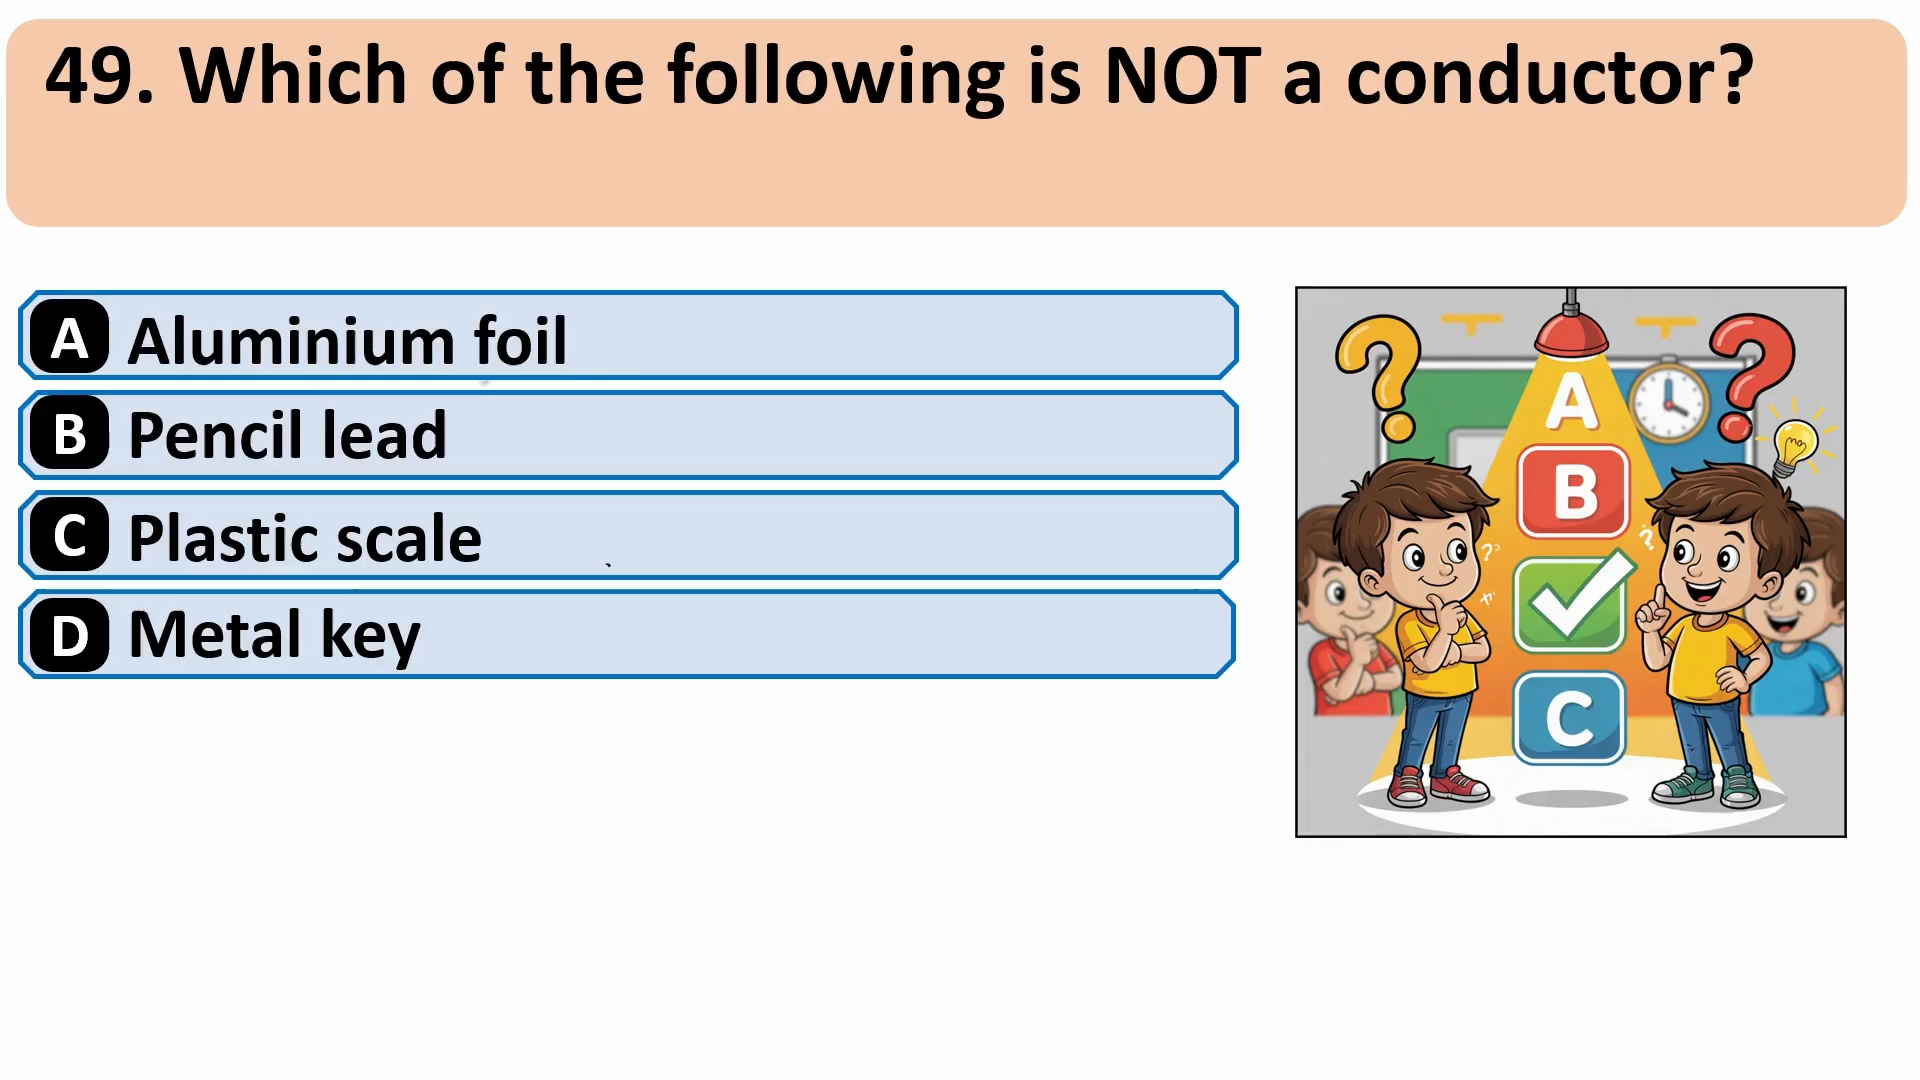 49. Which of the following is NOT a conductor?
A Aluminium foil
B Pencil lead
C Plastic scale
D Metal key
? ?
A
B
? ?
C